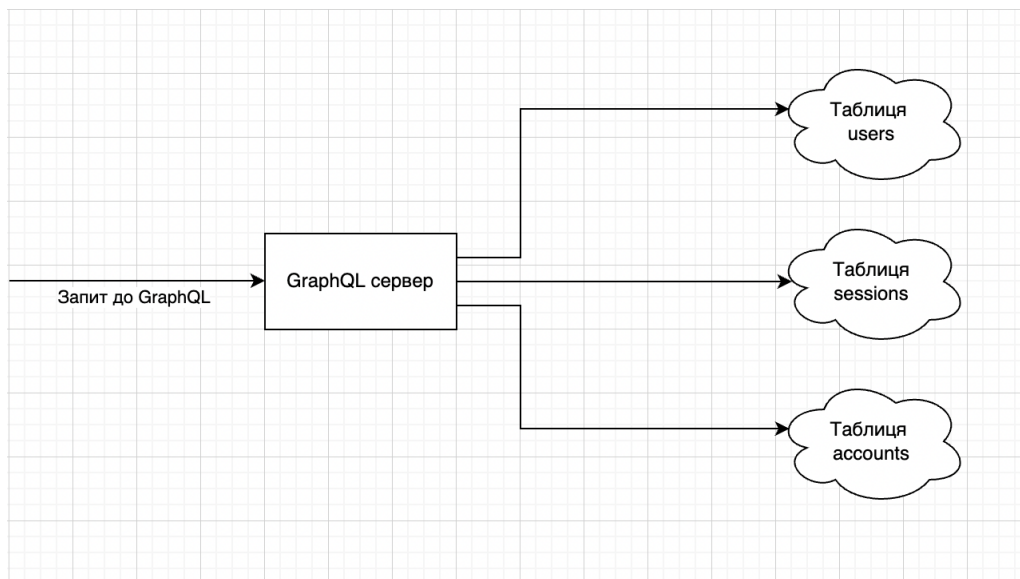 Таблиця
users
Запит до GraphQL
GraphQL сервер
Таблиця
sessions
Таблиця
accounts